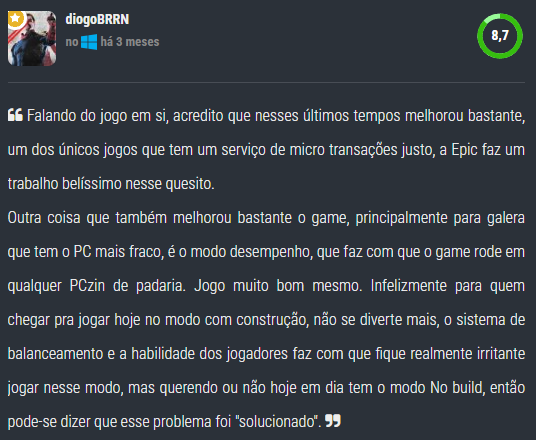 diogoBRRN
no há 3 meses
8,7
Falando do jogo em si, acredito que nesses últimos tempos melhorou bastante,
um dos únicos jogos que tem um serviço de micro transações justo, a Epic faz um
trabalho belíssimo nesse quesito.
Outra coisa que também melhorou bastante o game, principalmente para galera
que tem o PC mais fraco, é o modo desempenho, que faz com que o game rode em
qualquer PCzin de padaria. Jogo muito bom mesmo. Infelizmente para quem
chegar pra jogar hoje no modo com construção, não se diverte mais, o sistema de
balanceamento e a habilidade dos jogadores faz com que fique realmente irritante
jogar nesse modo, mas querendo ou não hoje em dia tem o modo No build, então
pode-se dizer que esse problema foi "solucionado".